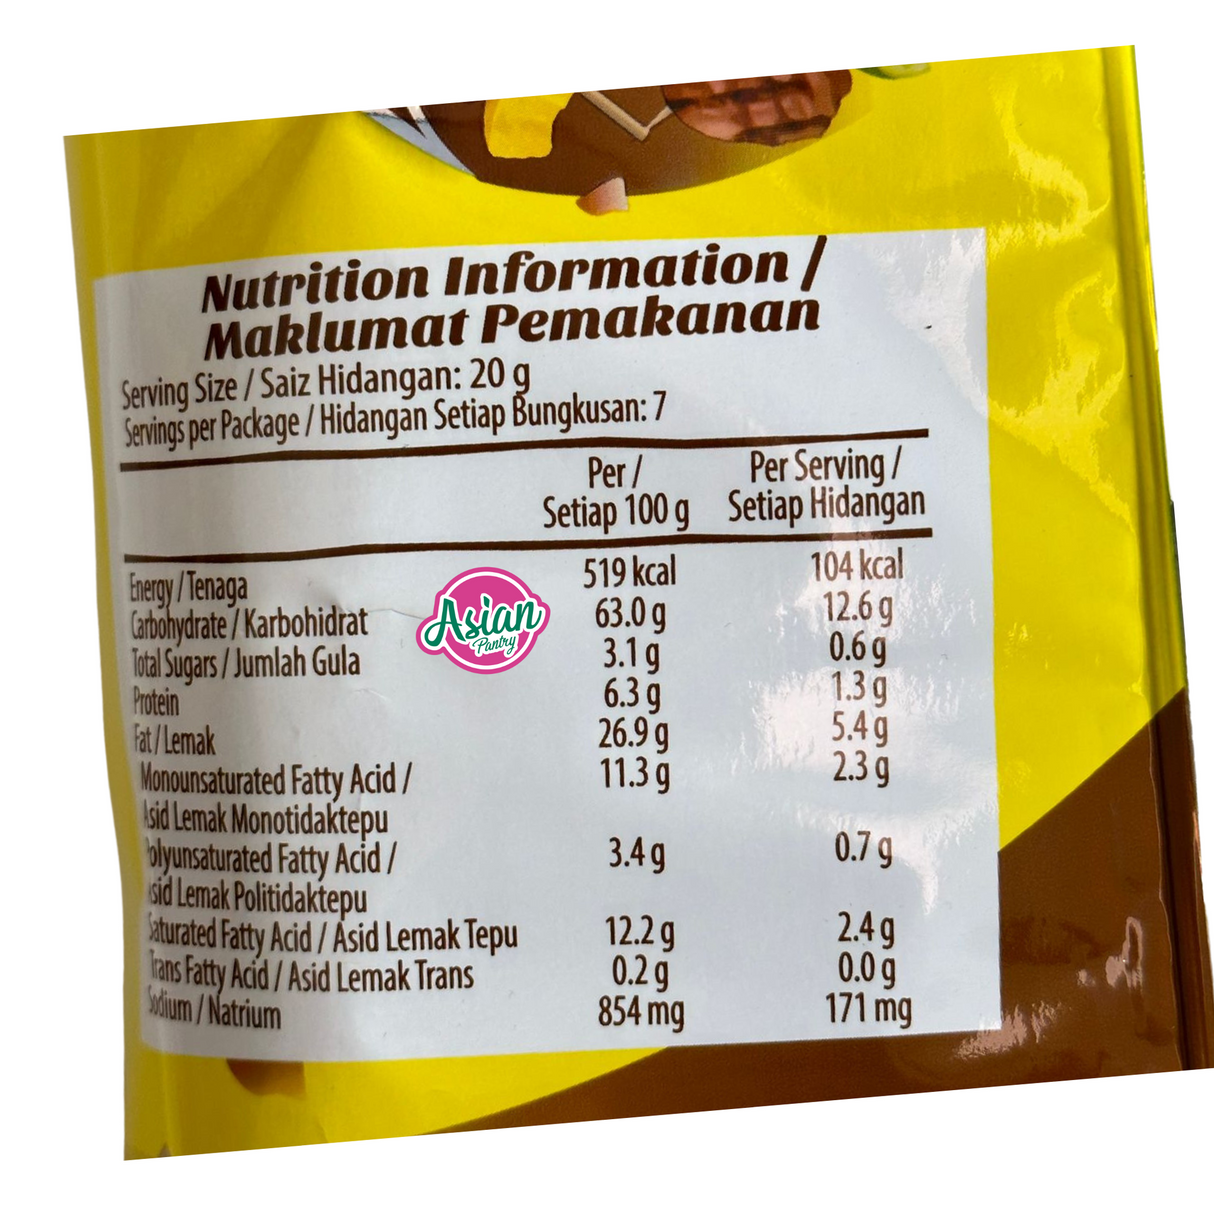 Nutrition Information /
Maklumat Pemakanan
Serving Size / Saiz Hidangan: 20 g
Servings per Package / Hidangan Setiap Bungkusan: 7
Per / Per Serving /
Setiap 100 g Setiap Hidangan
Energy / Tenaga 519 kcal 104 kcal
Carbohydrate / Karbohidrat 63.0 g 12.6 g
Total Sugars / Jumlah Gula 3.1 g 0.6 g
Protein 6.3 g 1.3 g
Fat / Lemak 26.9 g 5.4 g
Monounsaturated Fatty Acid / 11.3 g 2.3 g
Asid Lemak Monotidaktepu
Polyunsaturated Fatty Acid / 3.4 g 0.7 g
Asid Lemak Politidaktepu
Saturated Fatty Acid / Asid Lemak Tepu 12.2 g 2.4 g
Trans Fatty Acid / Asid Lemak Trans 0.2 g 0.0 g
Sodium / Natrium 854 mg 171 mg
Asian
Pantry